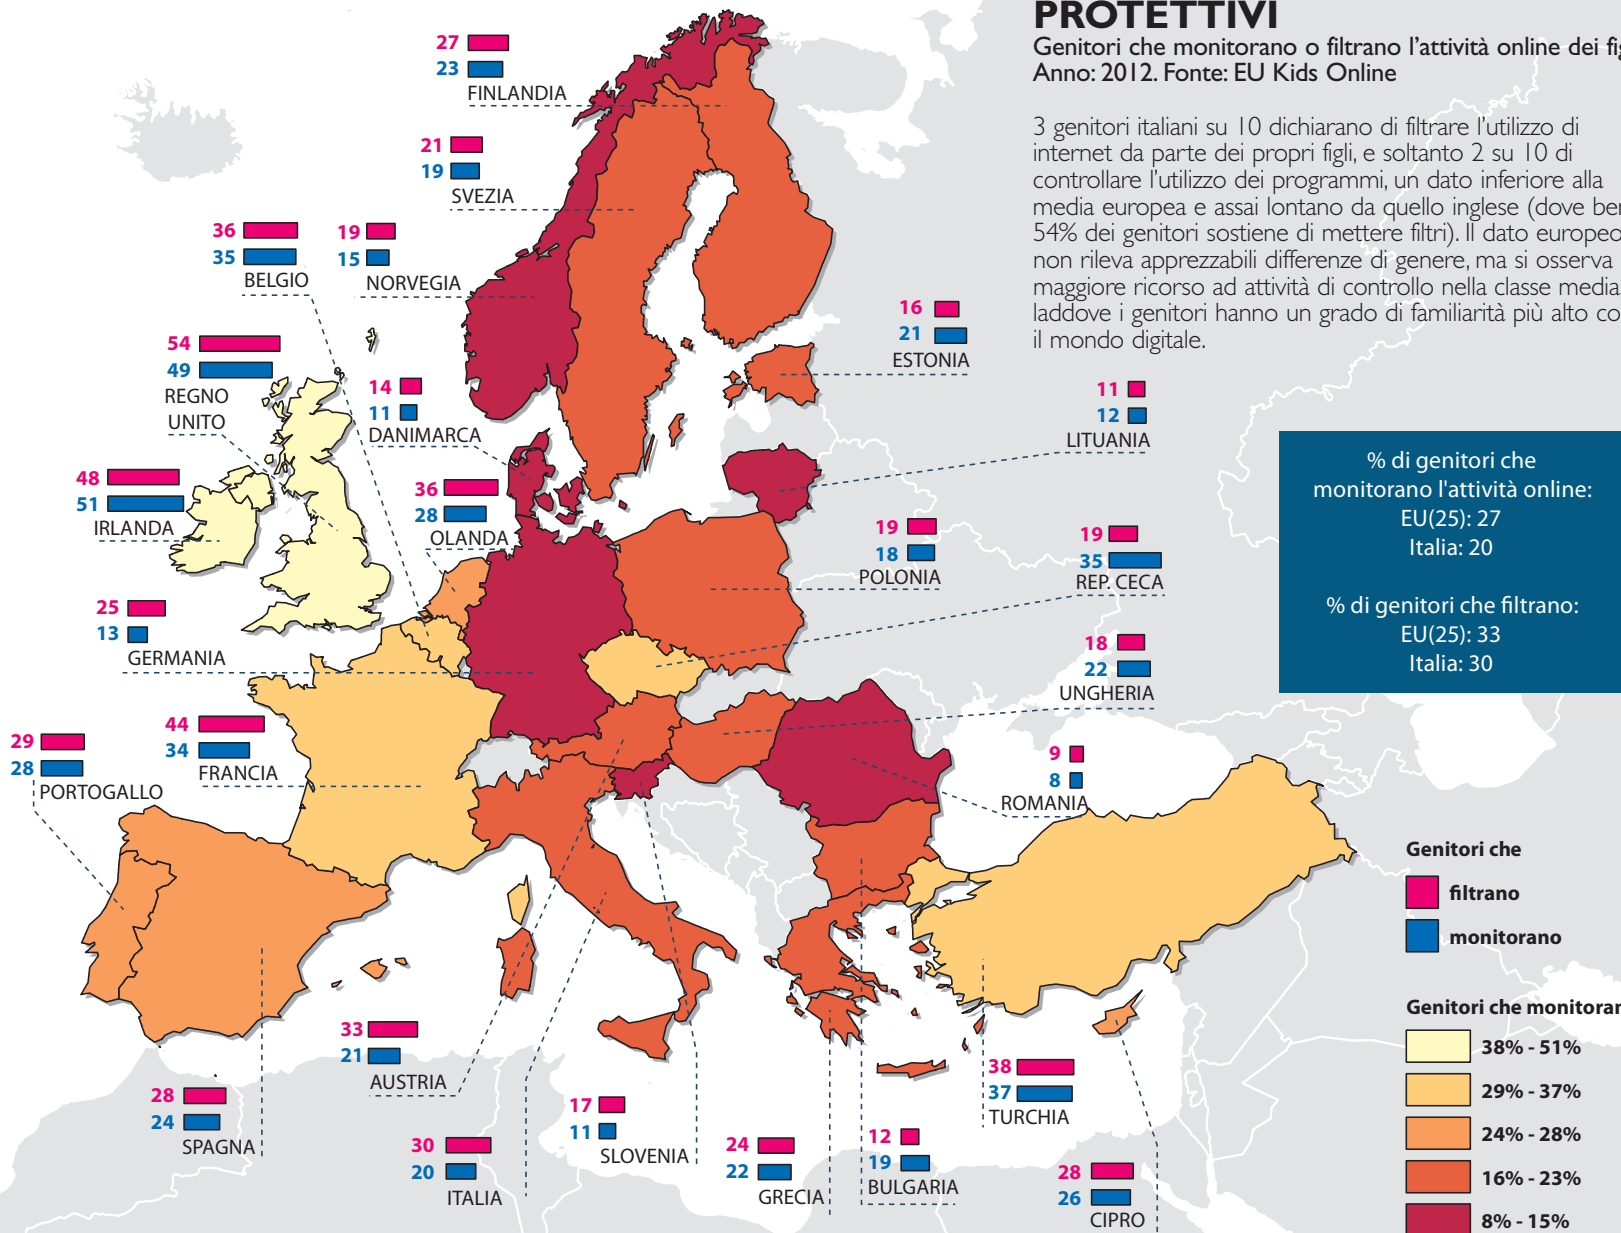 PROTETTIVI
Genitori che monitorano o filtrano l'attività online dei
Anno: 2012. Fonte: EU Kids Online
3 genitori italiani su 10 dichiarano di filtrare l'utilizzo di
internet da parte dei propri figli, e soltanto 2 su 10 di
controllare l'utilizzo dei programmi, un dato inferiore alla
media europea e assai lontano da quello inglese (dove
54% dei genitori sostiene di mettere filtri). Il dato europeo
non rileva apprezzabili differenze di genere, ma si osserva
maggiore ricorso ad attività di controllo nella classe media
laddove i genitori hanno un grado di familiarità più alto
il mondo digitale.
27
23
FINLANDIA
21
19
SVEZIA
36
35
BELGIO
19
15
NORVEGIA
16
21
ESTONIA
54
49
REGNO
UNITO
14
11
DANIMARCA
11
12
LITUANIA
48
51
IRLANDA
36
28
OLANDA
19
18
POLONIA
19
35
REP. CECA
% di genitori che
monitorano l'attività online:
EU(25): 27
Italia: 20
% di genitori che filtrano:
EU(25): 33
Italia: 30
25
13
GERMANIA
18
22
UNGHERIA
29
28
PORTOGALLO
44
34
FRANCIA
9
8
ROMANIA
Genitori che
filtrano
monitorano
33
21
AUSTRIA
28
24
SPAGNA
30
20
ITALIA
17
11
SLOVENIA
24
22
GRECIA
12
19
BULGARIA
38
37
TURCHIA
28
26
CIPRO
Genitori che
38% - 51%
29% - 37%
24% - 28%
16% - 23%
8% - 15%